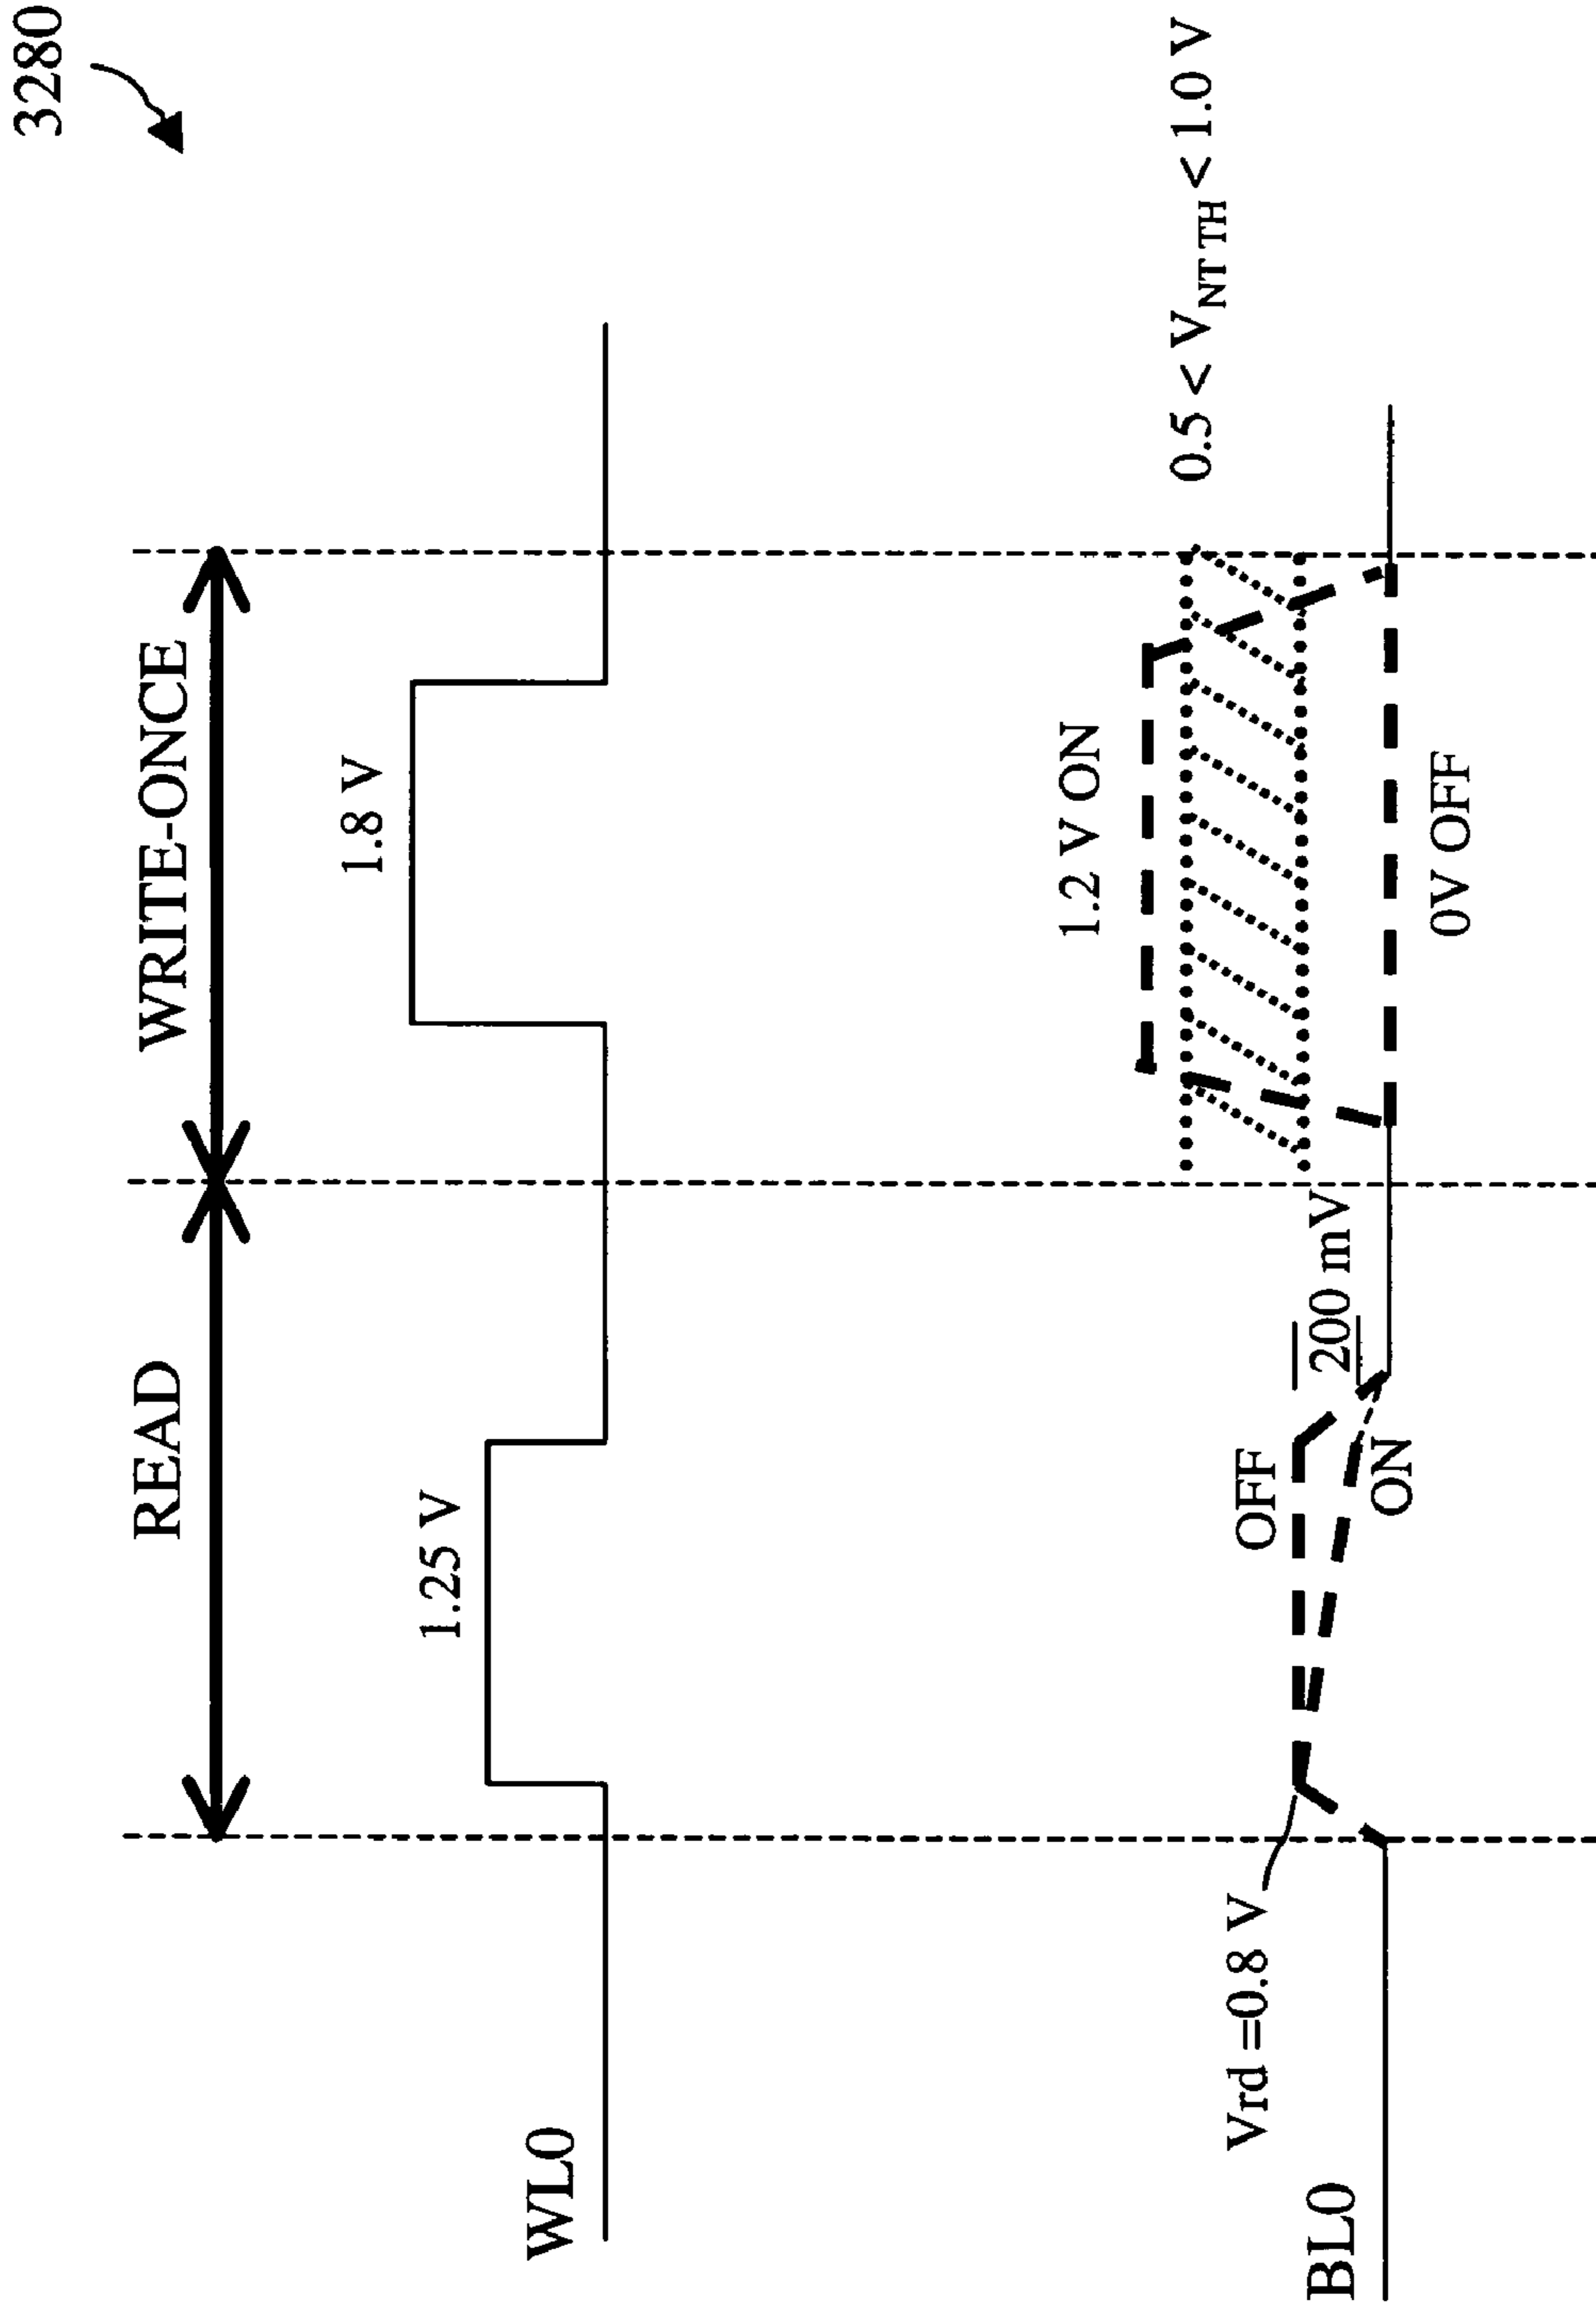 3280
READ
WRITE-ONCE
1.25 V
1.8 V
WL0
1.2 V ON
0.5 < V_NT TH < 1.0 V
Vrd =0.8 V
OFF
200 mV
ON
0V OFF
BL0